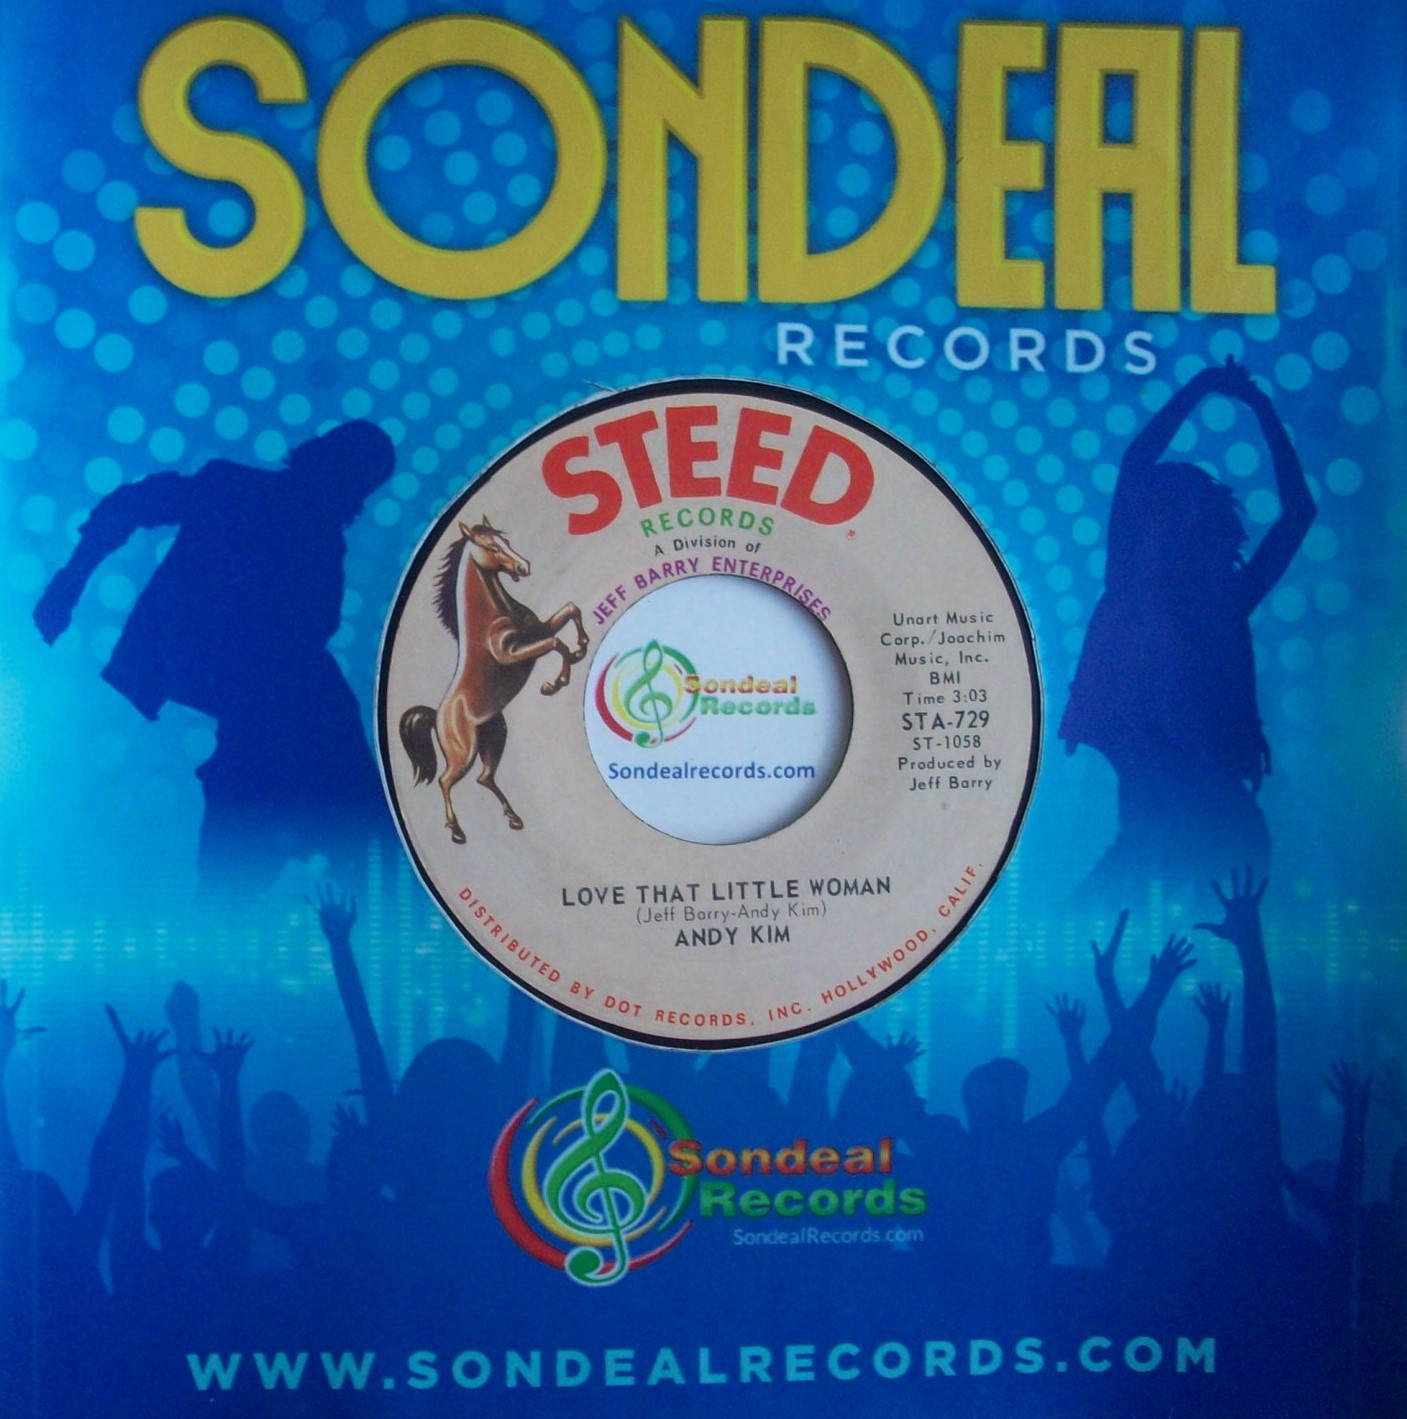 SONDEAL
RECORDS
STEED
RECORDS
A Division of
JEFF BARRY ENTERPRISES
Unart Music
Corp./Joachim
Music, Inc.
BMI
Time 3:03
STA-729
ST-1058
Produced by
Jeff Barry
Sondeal
Records
Sondealrecords.com
LOVE THAT LITTLE WOMAN
(Jeff Barry-Andy Kim)
ANDY KIM
DISTRIBUTED BY DOT RECORDS, INC. HOLLYWOOD, CALIF.
Sondeal
Records
SondealRecords.com
WWW.SONDEALRECORDS.COM